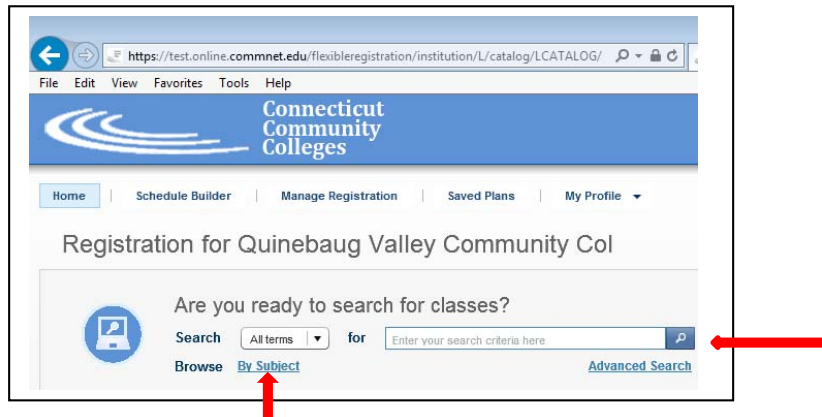 https://test.online.commnet.edu/flexibleregistration/institution/L/catalog/LCATALOG/
File Edit View Favorites Tools Help
Connecticut
Community
Colleges
Home | Schedule Builder | Manage Registration | Saved Plans | My Profile
Registration for Quinebaug Valley Community Col
Are you ready to search for classes?
Search All terms for Enter your search criteria here
Browse By Subject Advanced Search